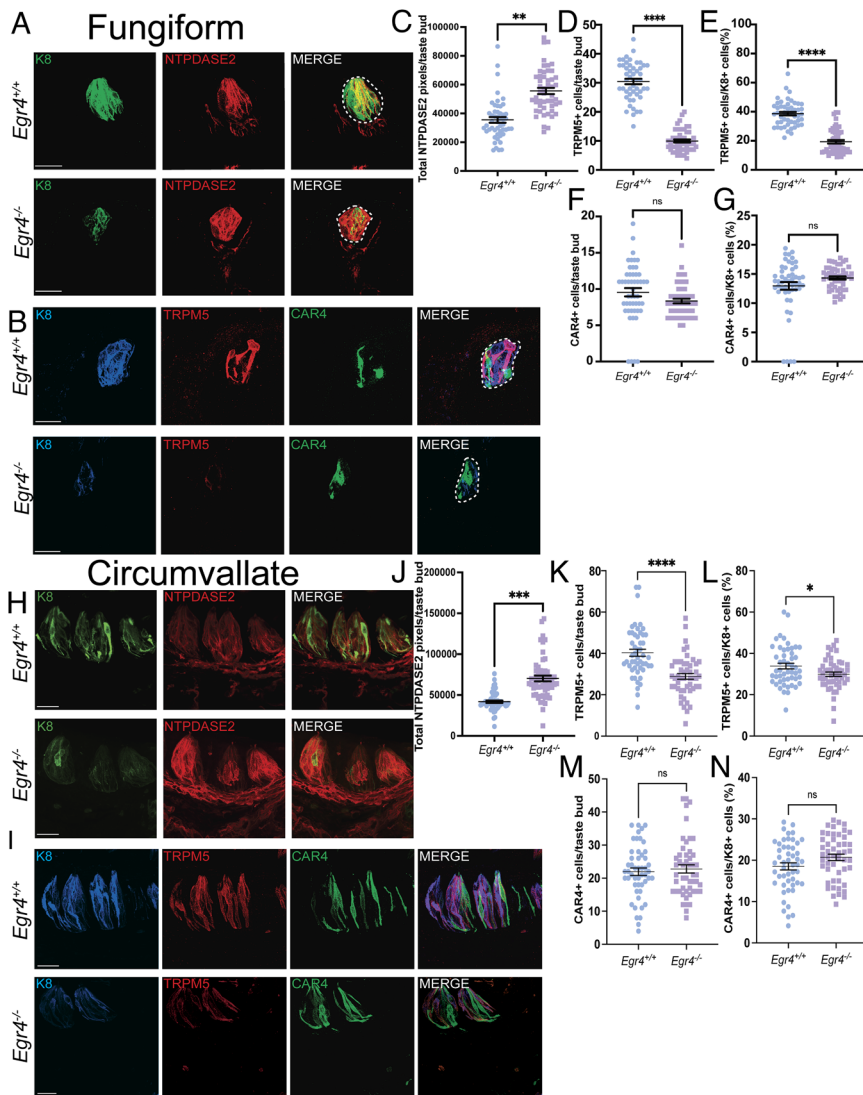 A
Fungiform
K8
NTPDASE2
MERGE
Egr4+/+
K8
NTPDASE2
MERGE
Egr4-/-
B
K8
TRPM5
CAR4
MERGE
Egr4+/+
K8
TRPM5
CAR4
MERGE
Egr4-/-
C
Total NTPDASE2 pixels/taste bud
100000
80000
60000
40000
20000
0
**
Egr4+/+
Egr4-/-
D
TRPM5+ cells/taste bud
50
40
30
20
10
0
****
Egr4+/+
Egr4-/-
E
TRPM5+ cells/K8+ cells(%)
100
80
60
40
20
0
****
Egr4+/+
Egr4-/-
F
CAR4+ cells/taste bud
20
15
10
5
0
ns
Egr4+/+
Egr4-/-
G
CAR4+ cells/K8+ cells (%)
25
20
15
10
5
0
ns
Egr4+/+
Egr4-/-
Circumvallate
H
K8
NTPDASE2
MERGE
Egr4+/+
K8
NTPDASE2
MERGE
Egr4-/-
I
K8
TRPM5
CAR4
MERGE
Egr4+/+
K8
TRPM5
CAR4
MERGE
Egr4-/-
J
Total NTPDASE2 pixels/taste bud
200000
150000
100000
50000
0
***
Egr4+/+
Egr4-/-
K
TRPM5+ cells/taste bud
80
60
40
20
0
****
Egr4+/+
Egr4-/-
L
TRPM5+ cells/K8+ cells (%)
80
60
40
20
0
*
Egr4+/+
Egr4-/-
M
CAR4+ cells/taste bud
50
40
30
20
10
0
ns
Egr4+/+
Egr4-/-
N
CAR4+ cells/K8+ cells (%)
40
30
20
10
0
ns
Egr4+/+
Egr4-/-